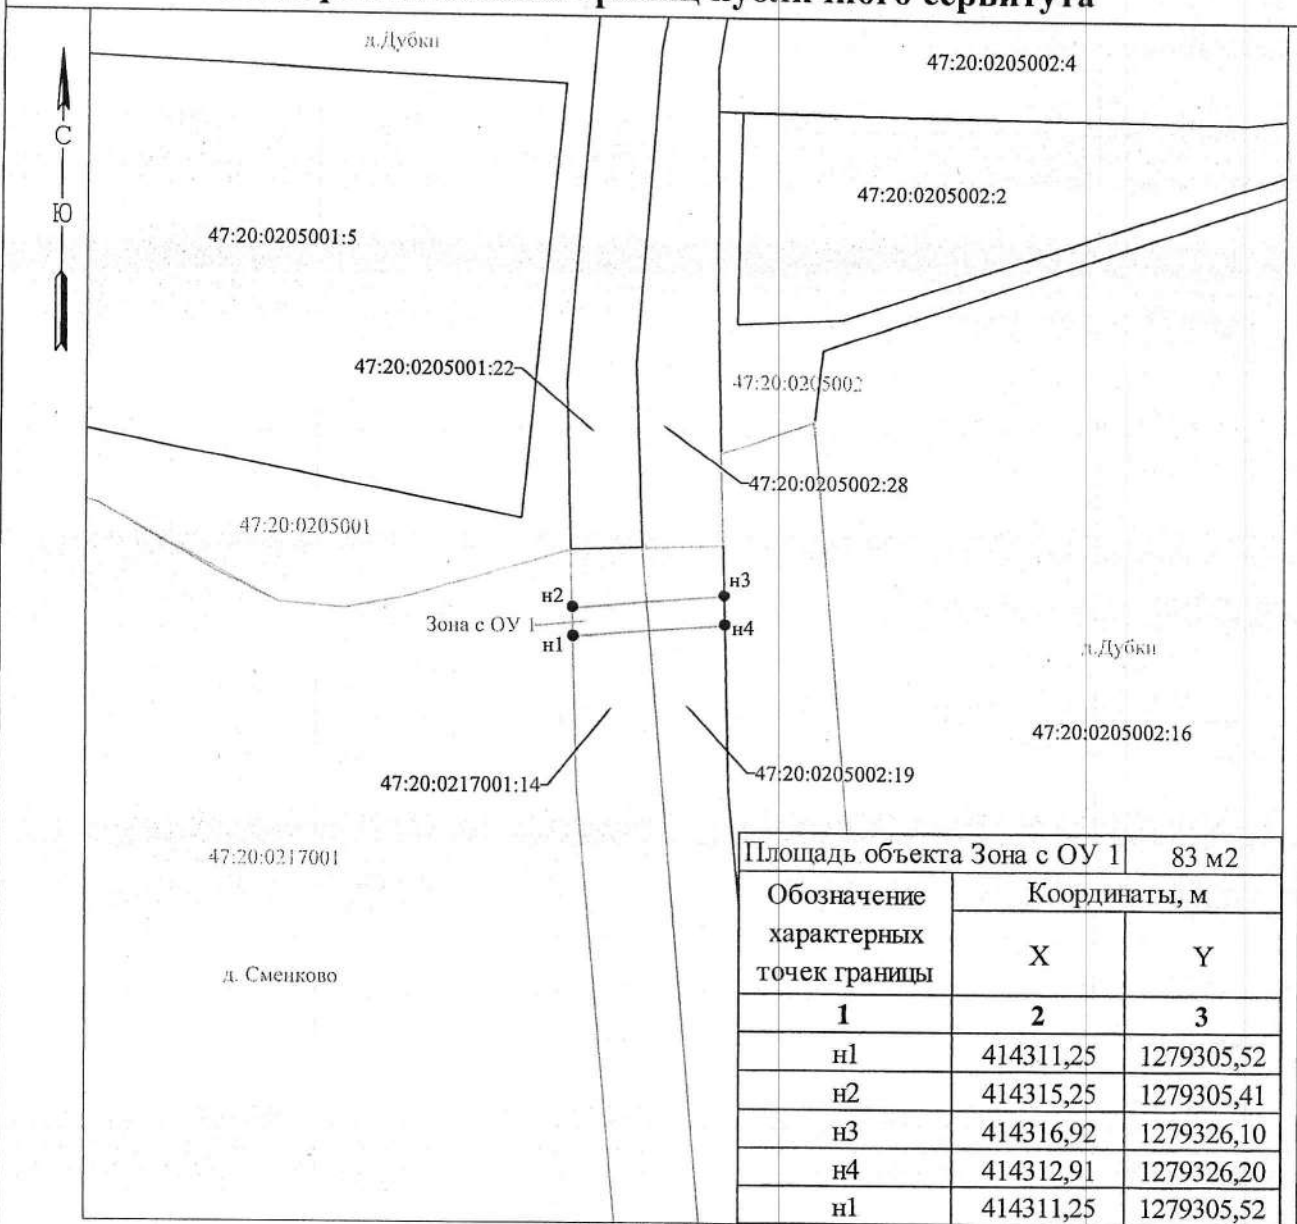 границ публичного сервитута
д.Дубки
47:20:0205002:4
С
Ю
47:20:0205002:2
47:20:0205001:5
47:20:0205001:22
47:20:0205002
47:20:0205002:28
47:20:0205001
н2
н3
Зона с ОУ 1
н1
н4
д.Дубки
47:20:0205002:16
47:20:0217001:14
47:20:0205002:19
47:20:0217001
д. Сменково
Площадь объекта Зона с ОУ 1 83 м2
Обозначение характерных точек границы Координаты, м
X Y
1 2 3
н1 414311,25 1279305,52
н2 414315,25 1279305,41
н3 414316,92 1279326,10
н4 414312,91 1279326,20
н1 414311,25 1279305,52